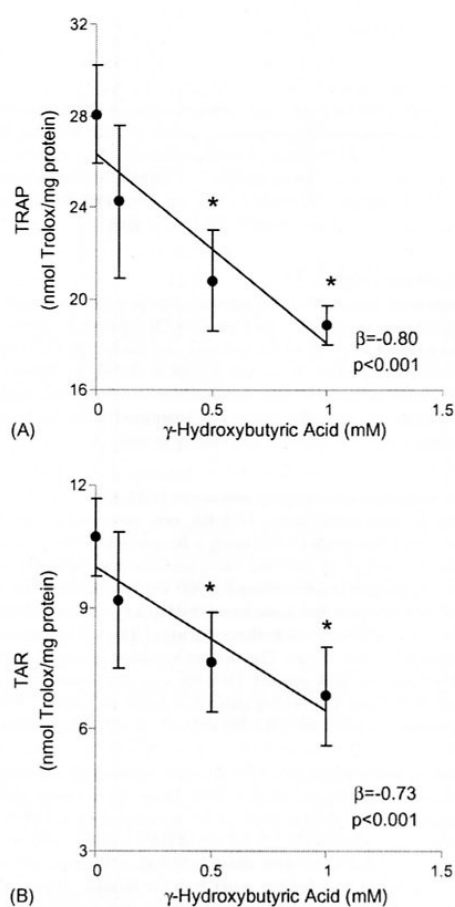 32
28
24
20
16
TRAP
(nmol Trolox/mg protein)
*
*
β=-0.80
p<0.001
0
0.5
1
1.5
(A)
γ-Hydroxybutyric Acid (mM)
12
9
6
3
TAR
(nmol Trolox/mg protein)
*
*
β=-0.73
p<0.001
0
0.5
1
1.5
(B)
γ-Hydroxybutyric Acid (mM)